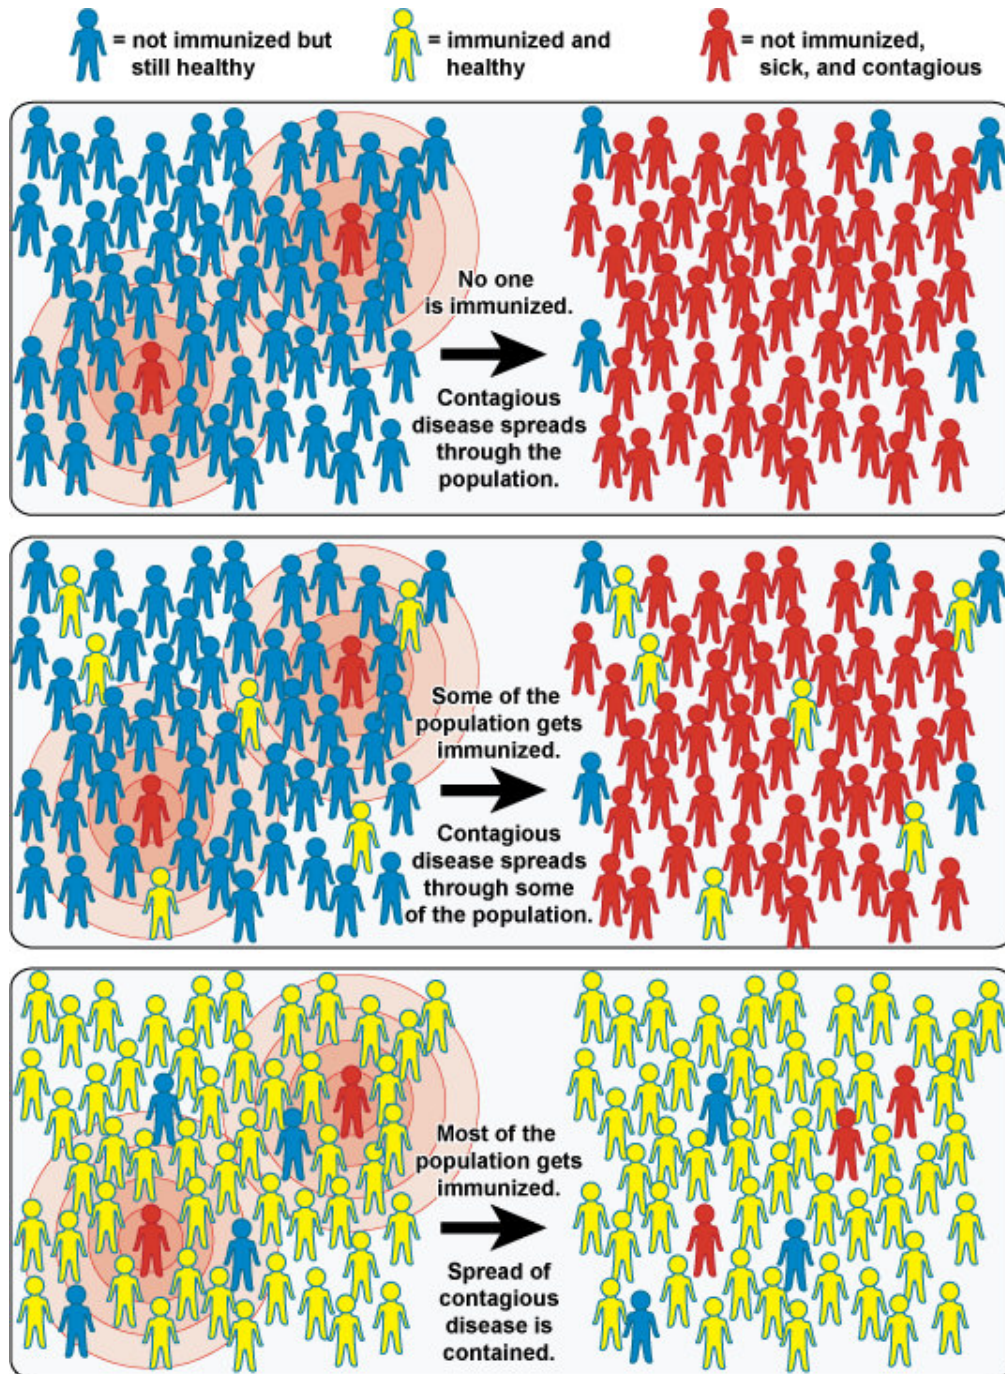 = not immunized but
still healthy
= immunized and
healthy
= not immunized,
sick, and contagious
No one
is immunized.
Contagious
disease spreads
through the
population.
Some of the
population gets
immunized.
Contagious
disease spreads
through some
of the population.
Most of the
population gets
immunized.
Spread of
contagious
disease is
contained.